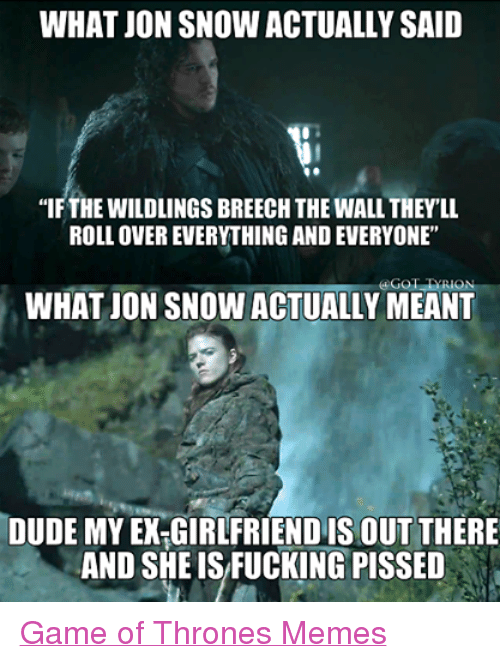 WHAT JON SNOW ACTUALLY SAID
"IF THE WILDLINGS BREECH THE WALL THEY'LL
ROLL OVER EVERYTHING AND EVERYONE"
@GOT_TYRION
WHAT JON SNOW ACTUALLY MEANT
DUDE MY EX-GIRLFRIEND IS OUT THERE
AND SHE IS FUCKING PISSED
Game of Thrones Memes